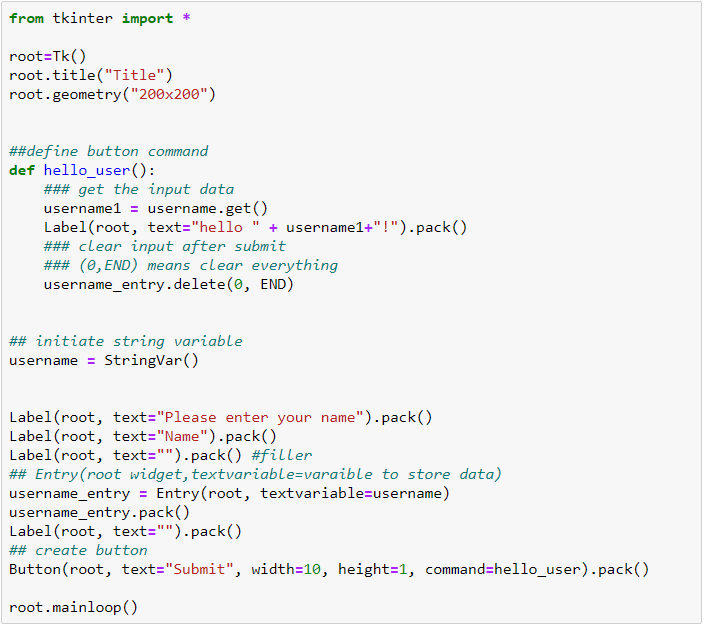 from tkinter import *
root=Tk()
root.title("Title")
root.geometry("200x200")
##define button command
def hello_user():
    ### get the input data
    username1 = username.get()
    Label(root, text="hello " + username1+"!").pack()
    ### clear input after submit
    ### (0,END) means clear everything
    username_entry.delete(0, END)
## initiate string variable
username = StringVar()
Label(root, text="Please enter your name").pack()
Label(root, text="Name").pack()
Label(root, text="").pack() #filler
## Entry(root widget,textvariable=varaible to store data)
username_entry = Entry(root, textvariable=username)
username_entry.pack()
Label(root, text="").pack()
## create button
Button(root, text="Submit", width=10, height=1, command=hello_user).pack()
root.mainloop()